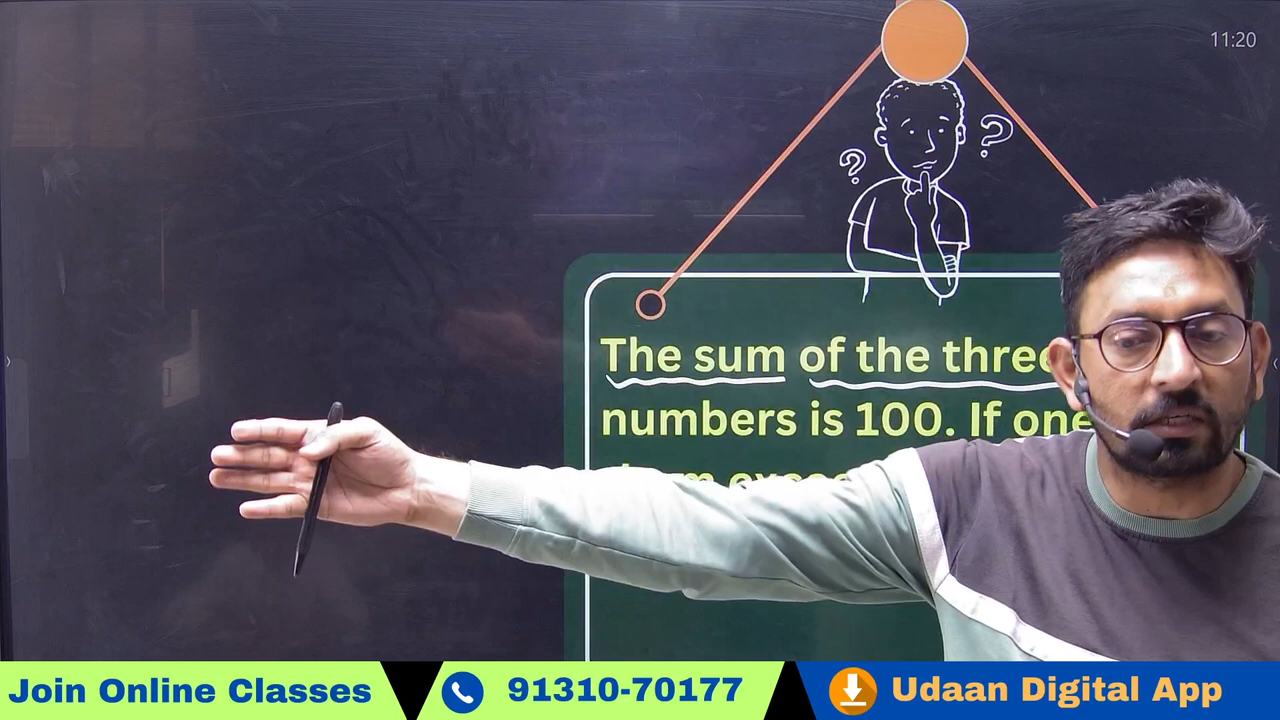 11:20
?
?
The sum of the three
numbers is 100. If one
Join Online Classes
91310-70177
Udaan Digital App